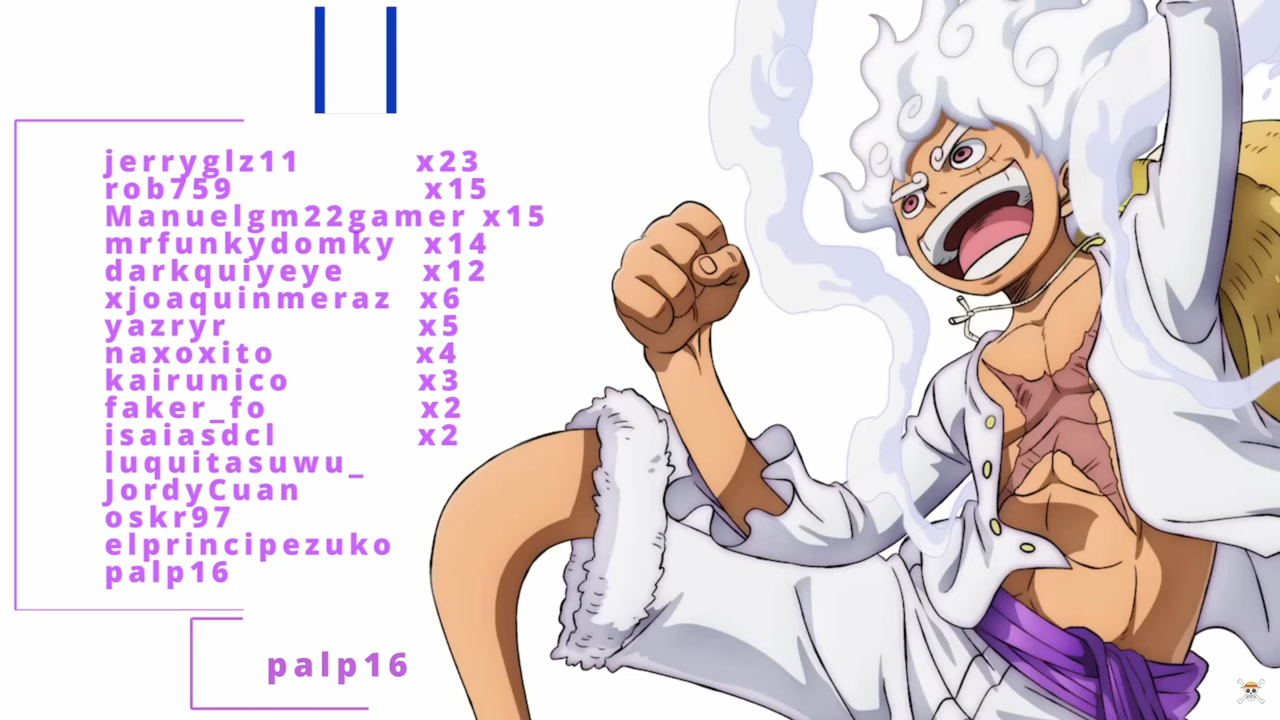 jerryglz11 x23
rob759 x15
Manuelgm22gamer x15
mrfunkydomky x14
darkquiyeye x12
xjoaquinmeraz x6
yazryr x5
naxoxito x4
kairunico x3
faker_fo x2
isaiasdcl x2
luquitasuwu_
JordyCuan
oskr97
elprincipezuko
palp16
palp16